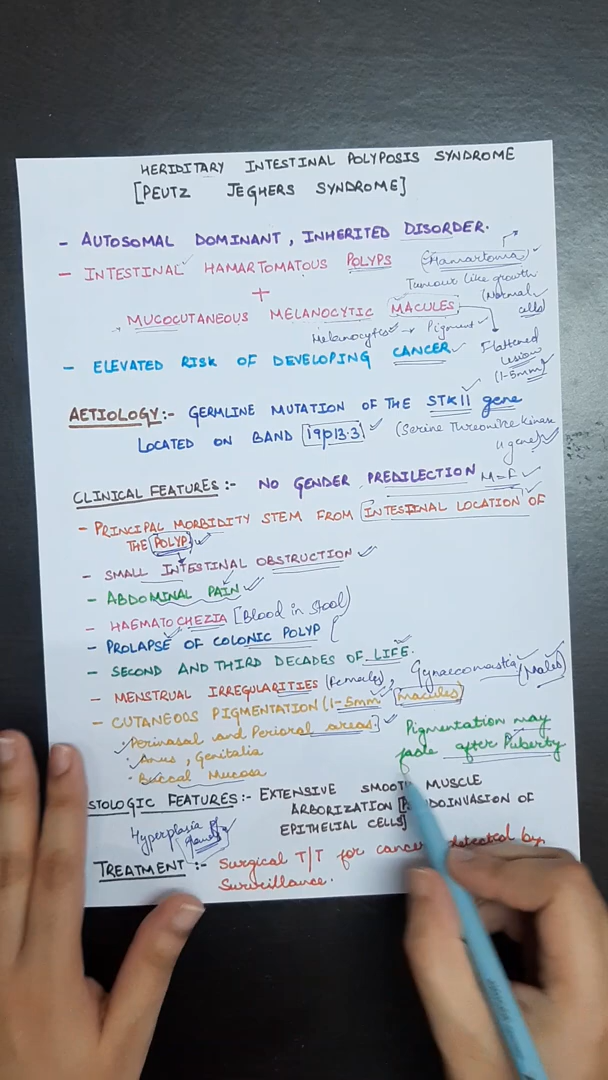 HERIDITARY INTESTINAL POLYPOSIS SYNDROME
[PEUTZ JEGHERS SYNDROME]
- AUTOSOMAL DOMINANT, INHERITED DISORDER.
- INTESTINAL HAMARTOMATOUS POLYPS (Hamartoma)
Tumour like growth
(Normal cells)
+
MUCOCUTANEOUS MELANOCYTIC MACULES
Melanocytes → Pigment
Flattened
lesion
(1-5mm)
- ELEVATED RISK OF DEVELOPING CANCER
AETIOLOGY:- GERMLINE MUTATION OF THE STK11 gene
LOCATED ON BAND 19p13.3 (Serine Threonine kinase
11 gene)
CLINICAL FEATURES:- NO GENDER PREDILECTION M=F
- PRINCIPAL MORBIDITY STEM FROM INTESTINAL LOCATION OF
THE POLYP
- SMALL INTESTINAL OBSTRUCTION
- ABDOMINAL PAIN
- HAEMATOCHEZIA [Blood in Stool)
- PROLAPSE OF COLONIC POLYP
- SECOND AND THIRD DECADES OF LIFE.
- MENSTRUAL IRREGULARITIES (Females), Gynaecomastia (Males)
- CUTANEOUS PIGMENTATION (1-5mm macules)
Perinasal and Perioral areas.
Anus, Genitalia
Buccal Mucosa
Pigmentation may
fade after Puberty
STOLOGIC FEATURES:- EXTENSIVE SMOOTH MUSCLE
ARBORIZATION DOINVASION OF
EPITHELIAL CELLS]
Hyperplasia of
glands
TREATMENT:- Surgical T/T for cancer detected by
Surveillance.